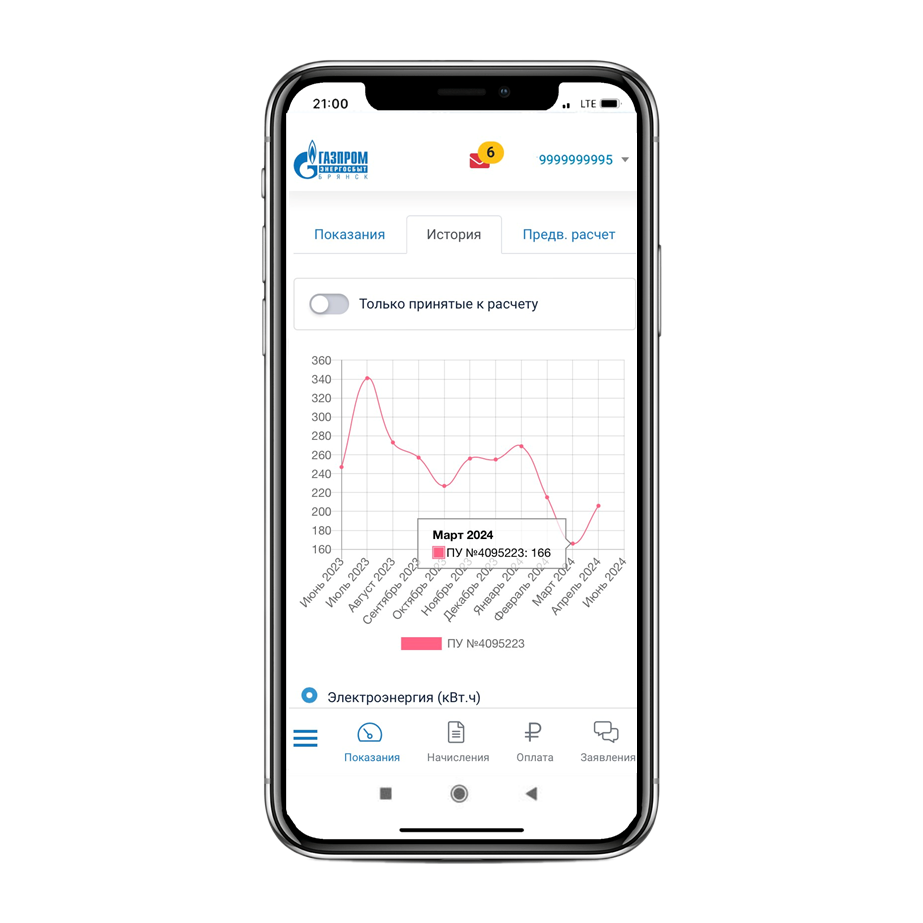 21:00
LTE
ГАЗПРОМ
ЭНЕРГОСБЫТ
БРЯНСК
6
9999999995
Показания
История
Предв. расчет
Только принятые к расчету
360
340
320
300
280
260
240
220
200
180
160
Март 2024
ПУ №4095223: 166
Июнь 2023
Июль 2023
Август 2023
Сентябрь 2023
Октябрь 2023
Ноябрь 2023
Декабрь 2023
Январь 2024
Февраль 2024
Март 2024
Апрель 2024
Июнь 2024
ПУ №4095223
Электроэнергия (кВт.ч)
Показания
Начисления
Оплата
Заявления